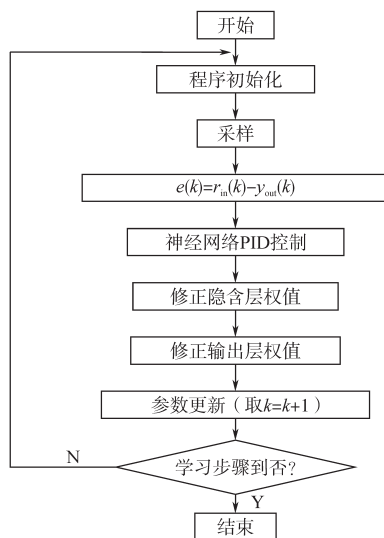 开始
程序初始化
采样
e(k)=r_in(k)−y_out(k)
神经网络PID控制
修正隐含层权值
修正输出层权值
参数更新（取k=k+1）
学习步骤到否?
N
Y
结束